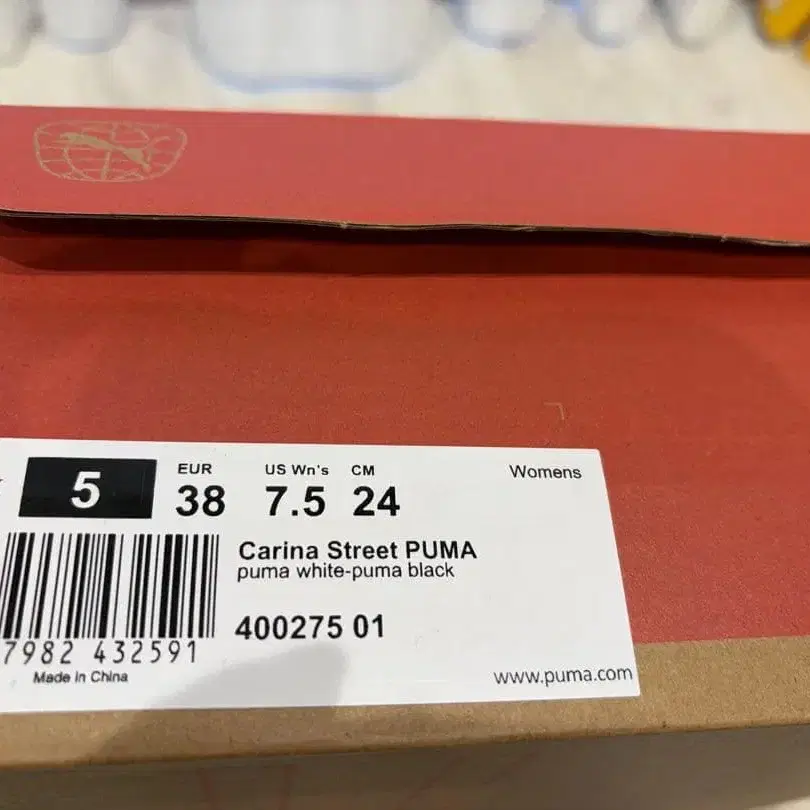 EUR US Wn's CM Womens
5 38 7.5 24
Carina Street PUMA
puma white-puma black
400275 01
7982 432591
Made in China
www.puma.com